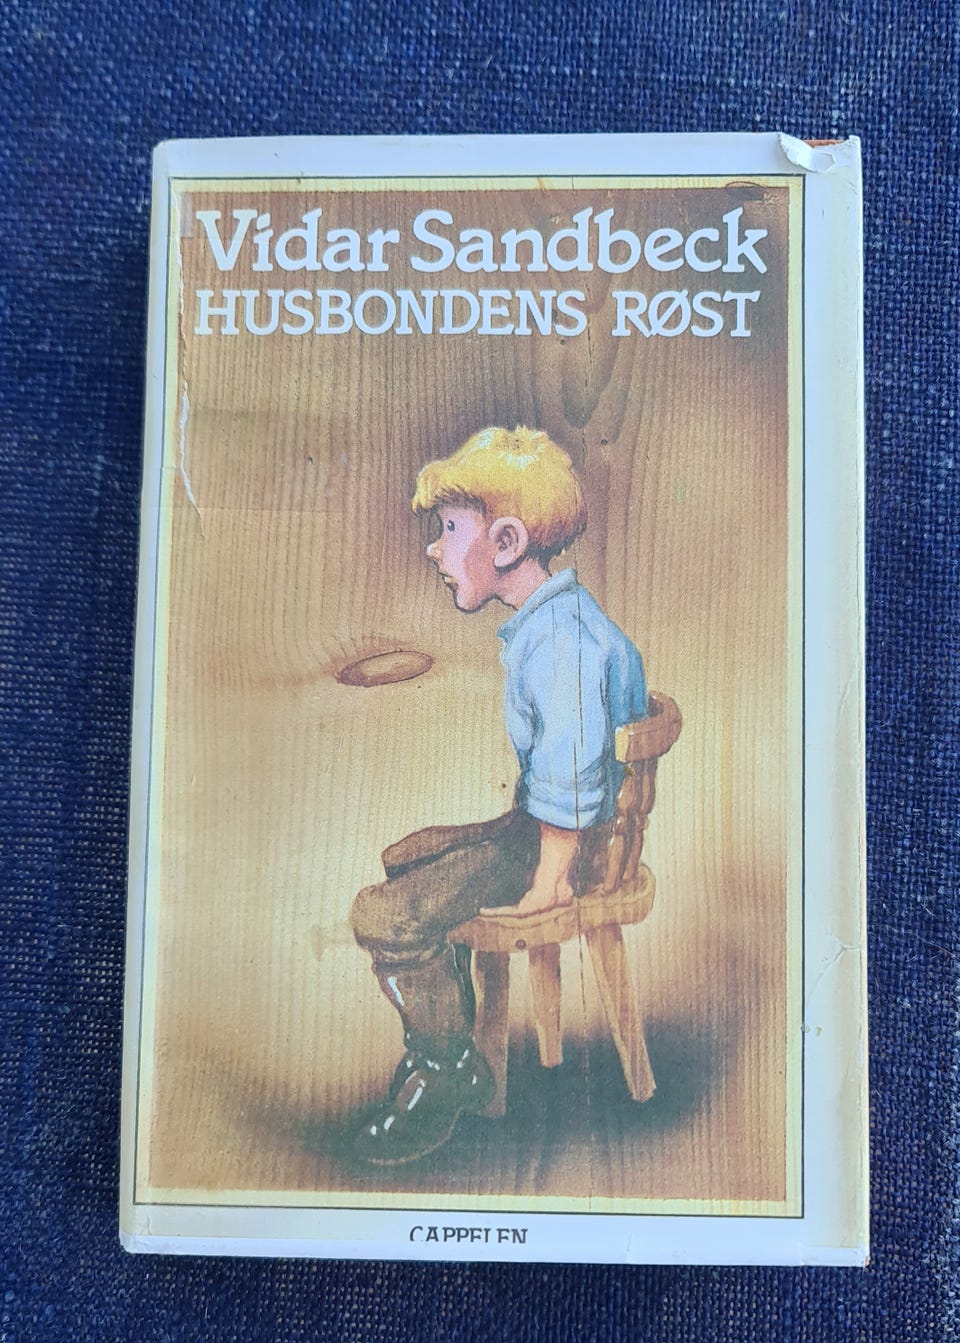 Vidar Sandbeck
HUSBONDENS RØST
CAPPELEN